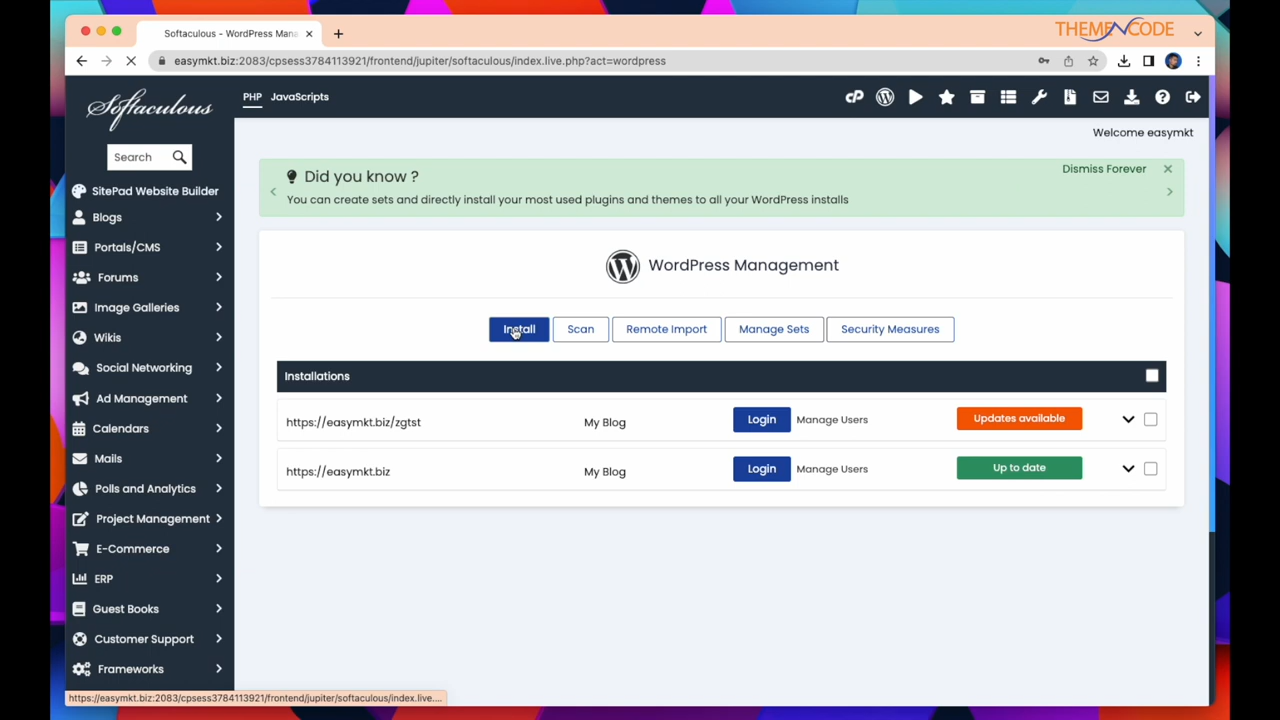 Softaculous - WordPress Mana
THEMENCODE
easymkt.biz:2083/cpsess3784113921/frontend/jupiter/softaculous/index.live.php?act=wordpress
Softaculous
PHP JavaScripts
Welcome easymkt
Search
SitePad Website Builder
Blogs
Portals/CMS
Forums
Image Galleries
Wikis
Social Networking
Ad Management
Calendars
Mails
Polls and Analytics
Project Management
E-Commerce
ERP
Guest Books
Customer Support
Frameworks
Did you know ?
Dismiss Forever
You can create sets and directly install your most used plugins and themes to all your WordPress installs
WordPress Management
Install Scan Remote Import Manage Sets Security Measures
Installations
https://easymkt.biz/zgtst My Blog Login Manage Users Updates available
https://easymkt.biz My Blog Login Manage Users Up to date
https://easymkt.biz:2083/cpsess3784113921/frontend/jupiter/softaculous/index.live....